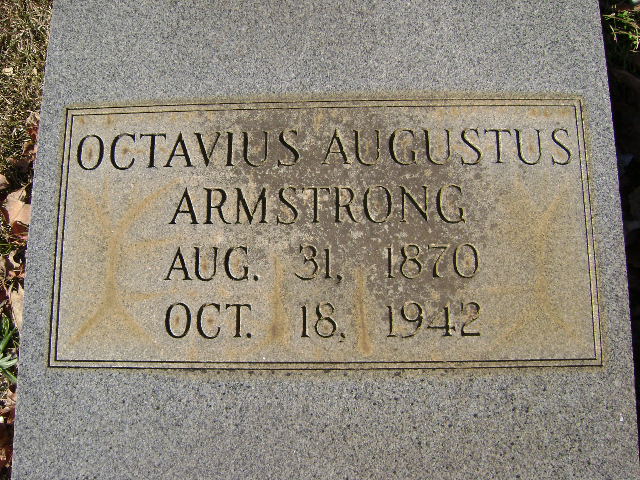 OCTAVIUS AUGUSTUS
ARMSTRONG
AUG. 31, 1870
OCT. 18, 1942